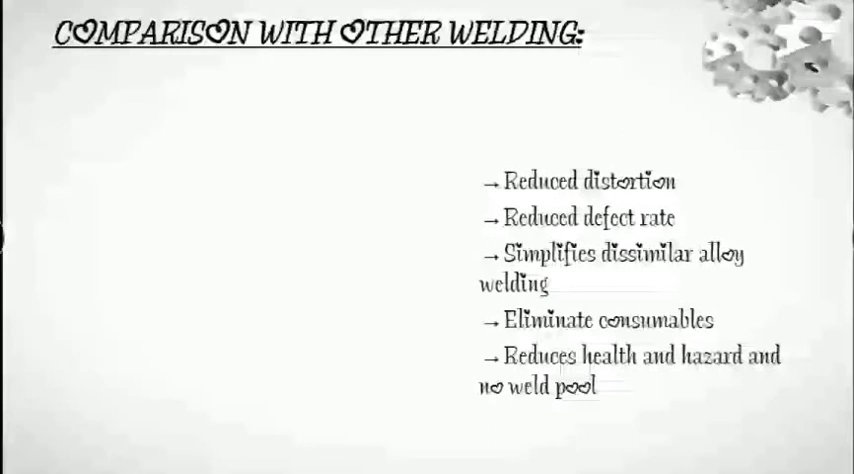 COMPARISON WITH OTHER WELDING:
→Reduced distortion
→Reduced defect rate
→Simplifies dissimilar alloy
welding
→Eliminate consumables
→Reduces health and hazard and
no weld pool